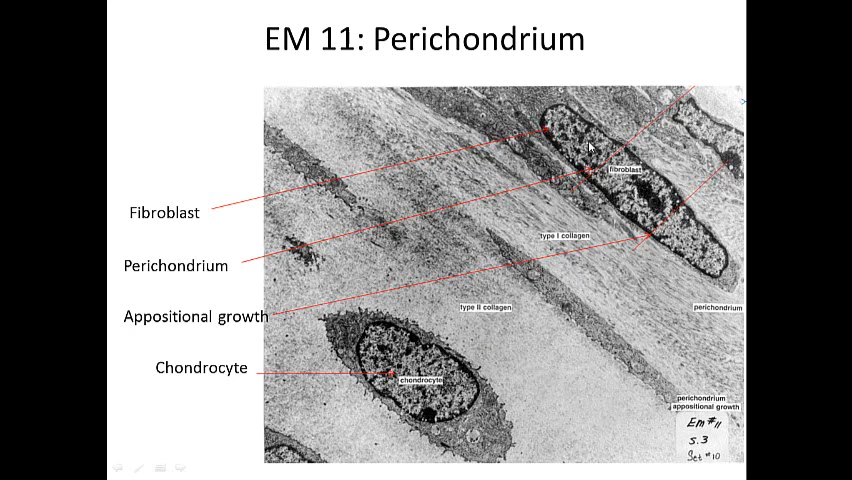 EM 11: Perichondrium
Fibroblast
Perichondrium
Appositional growth
Chondrocyte
fibroblast
type I collagen
type II collagen
perichondrium
chondrocyte
perichondrium
appositional growth
Em #11
S.3
Set #10